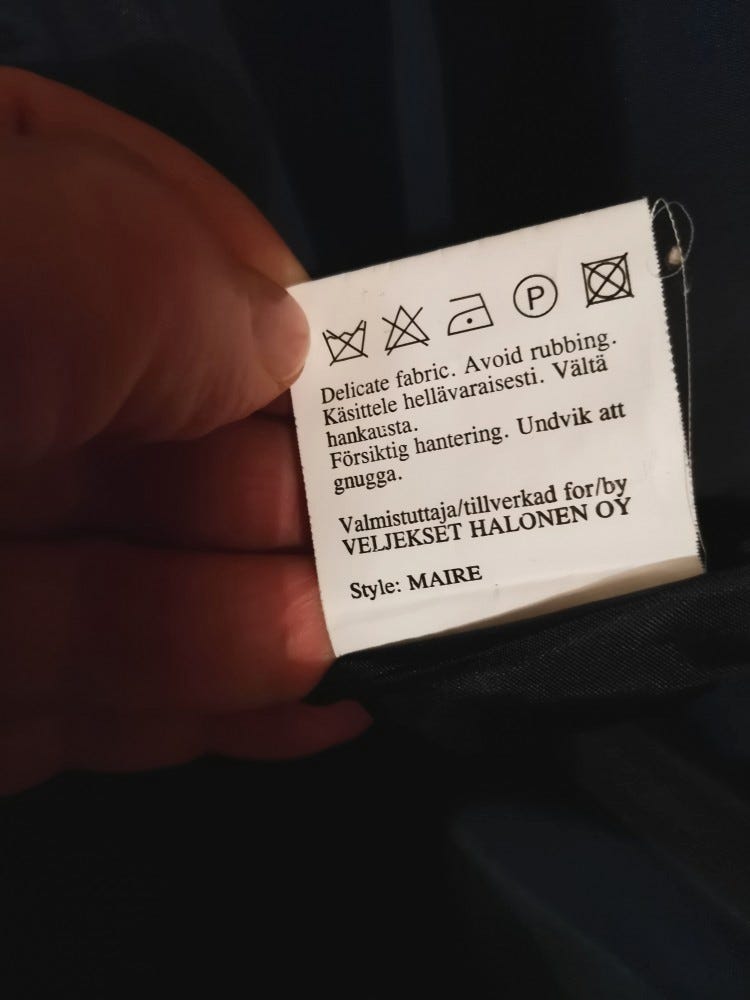 P
Delicate fabric. Avoid rubbing.
Käsittele hellävaraisesti. Vältä
hankausta.
Försiktig hantering. Undvik att
gnugga.
Valmistuttaja/tillverkad for/by
VELJEKSET HALONEN OY
Style: MAIRE